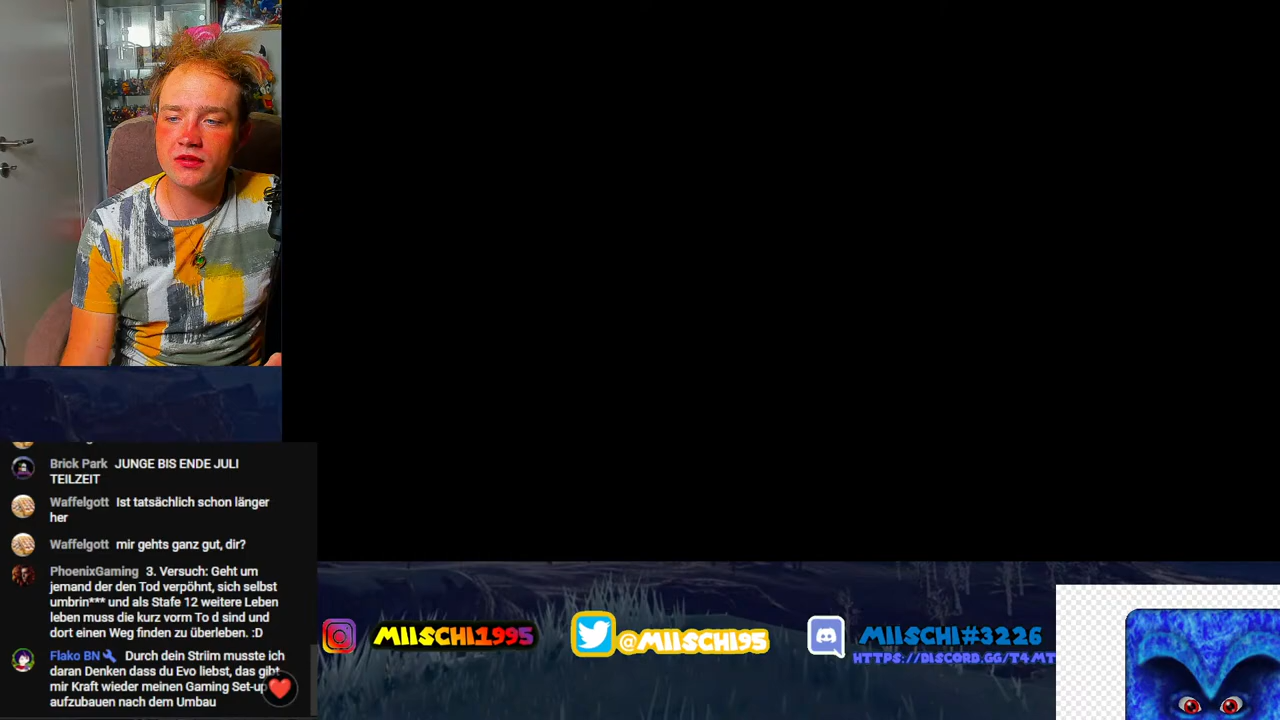 Brick Park JUNGE BIS ENDE JULI
TEILZEIT
Waffelgott Ist tatsächlich schon länger
her
Waffelgott mir gehts ganz gut, dir?
PhoenixGaming 3. Versuch: Geht um
jemand der den Tod verpöhnt, sich selbst
umbrin*** und als Stafe 12 weitere Leben
leben muss die kurz vorm To d sind und
dort einen Weg finden zu überleben. :D
Flako BN Durch dein Striim musste ich
daran Denken dass du Evo liebst, das gibt
mir Kraft wieder meinen Gaming Set-up
aufzubauen nach dem Umbau
MIISCHI1995
@MIISCHI95
MIISCHI#3226
HTTPS://DISCORD.GG/T4MT